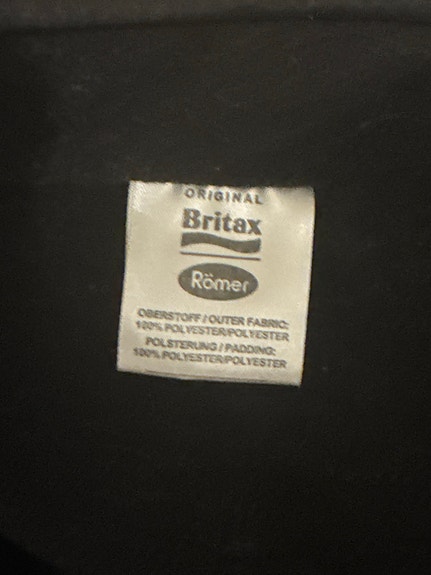 ORIGINAL
Britax
Römer
OBERSTOFF / OUTER FABRIC:
100% POLYESTER/POLYESTER
POLSTERUNG / PADDING:
100% POLYESTER/POLYESTER